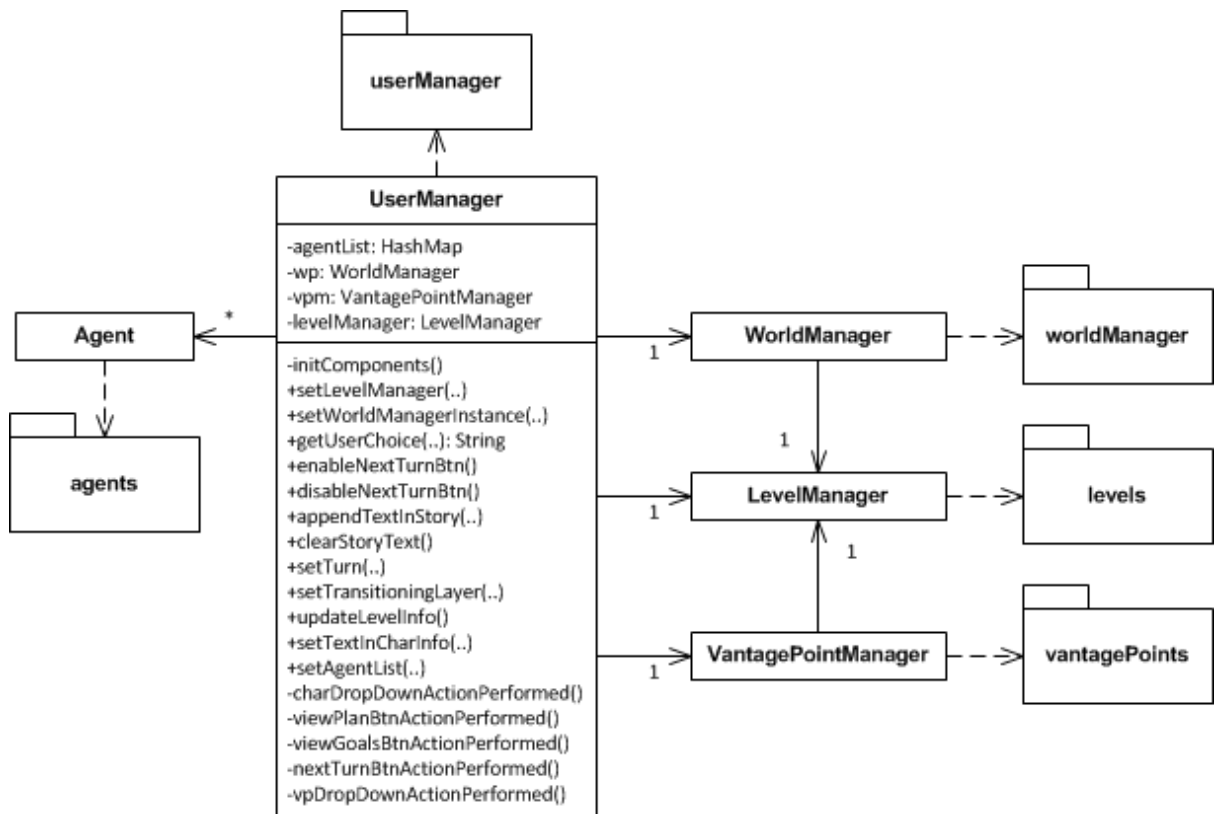 userManager
UserManager
-agentList: HashMap
-wp: WorldManager
-vpm: VantagePointManager
-levelManager: LevelManager
-initComponents()
+setLevelManager(..)
+setWorldManagerInstance(..)
+getUserChoice(..): String
+enableNextTurnBtn()
+disableNextTurnBtn()
+appendTextInStory(..)
+clearStoryText()
+setTurn(..)
+setTransitioningLayer(..)
+updateLevelInfo()
+setTextInCharInfo(..)
+setAgentList(..)
-charDropDownActionPerformed()
-viewPlanBtnActionPerformed()
-viewGoalsBtnActionPerformed()
-nextTurnBtnActionPerformed()
-vpDropDownActionPerformed()
*
Agent
agents
1
WorldManager
worldManager
1
1
LevelManager
levels
1
1
VantagePointManager
vantagePoints